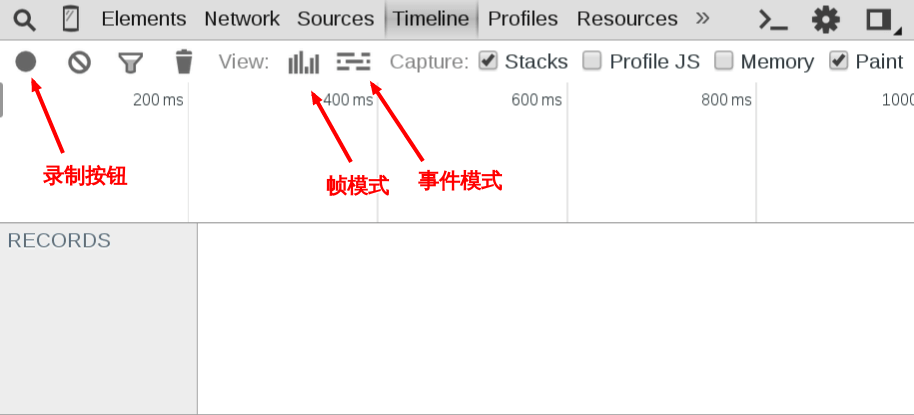 Elements Network Sources Timeline Profiles Resources »
View: Capture: Stacks Profile JS Memory Paint
200 ms 400 ms 600 ms 800 ms 1000
录制按钮 帧模式 事件模式
RECORDS